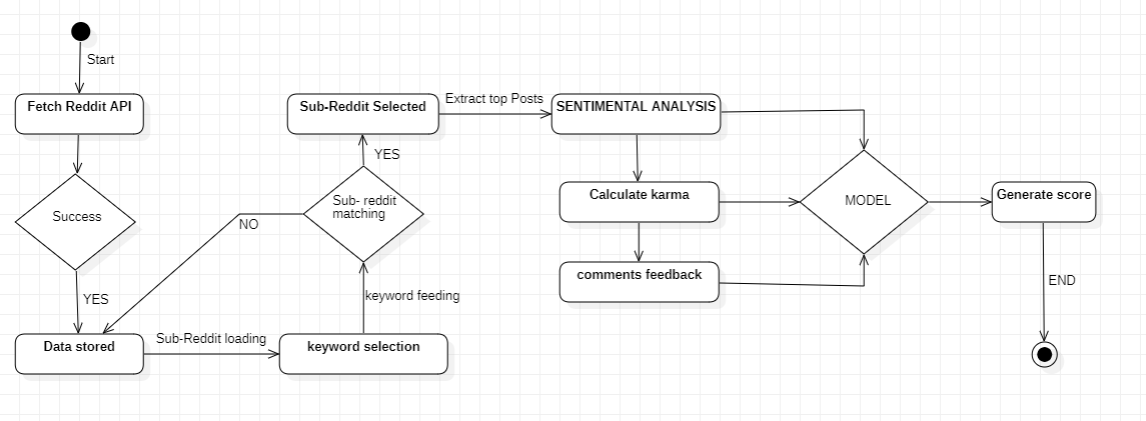 Start
Fetch Reddit API
Success
YES
Data stored
Sub-Reddit loading
keyword selection
keyword feeding
Sub- reddit
matching
NO
YES
Sub-Reddit Selected
Extract top Posts
SENTIMENTAL ANALYSIS
Calculate karma
comments feedback
MODEL
Generate score
END